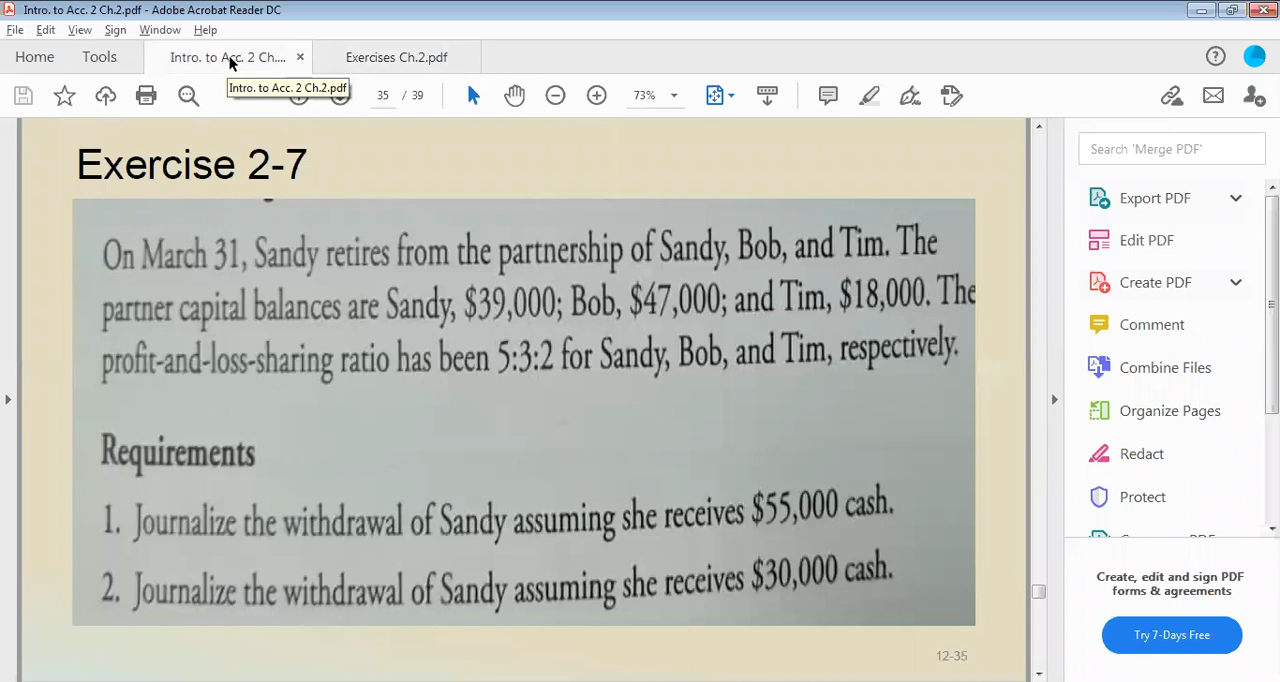 Intro. to Acc. 2 Ch.2.pdf - Adobe Acrobat Reader DC
File Edit View Sign Window Help
Home Tools Intro. to Acc. 2 Ch.... × Exercises Ch.2.pdf
Intro. to Acc. 2 Ch.2.pdf
35 / 39 73%
Search 'Merge PDF'
Exercise 2-7
On March 31, Sandy retires from the partnership of Sandy, Bob, and Tim. The
partner capital balances are Sandy, $39,000; Bob, $47,000; and Tim, $18,000. The
profit-and-loss-sharing ratio has been 5:3:2 for Sandy, Bob, and Tim, respectively.
Requirements
1. Journalize the withdrawal of Sandy assuming she receives $55,000 cash.
2. Journalize the withdrawal of Sandy assuming she receives $30,000 cash.
12-35
Export PDF
Edit PDF
Create PDF
Comment
Combine Files
Organize Pages
Redact
Protect
Create, edit and sign PDF
forms & agreements
Try 7-Days Free